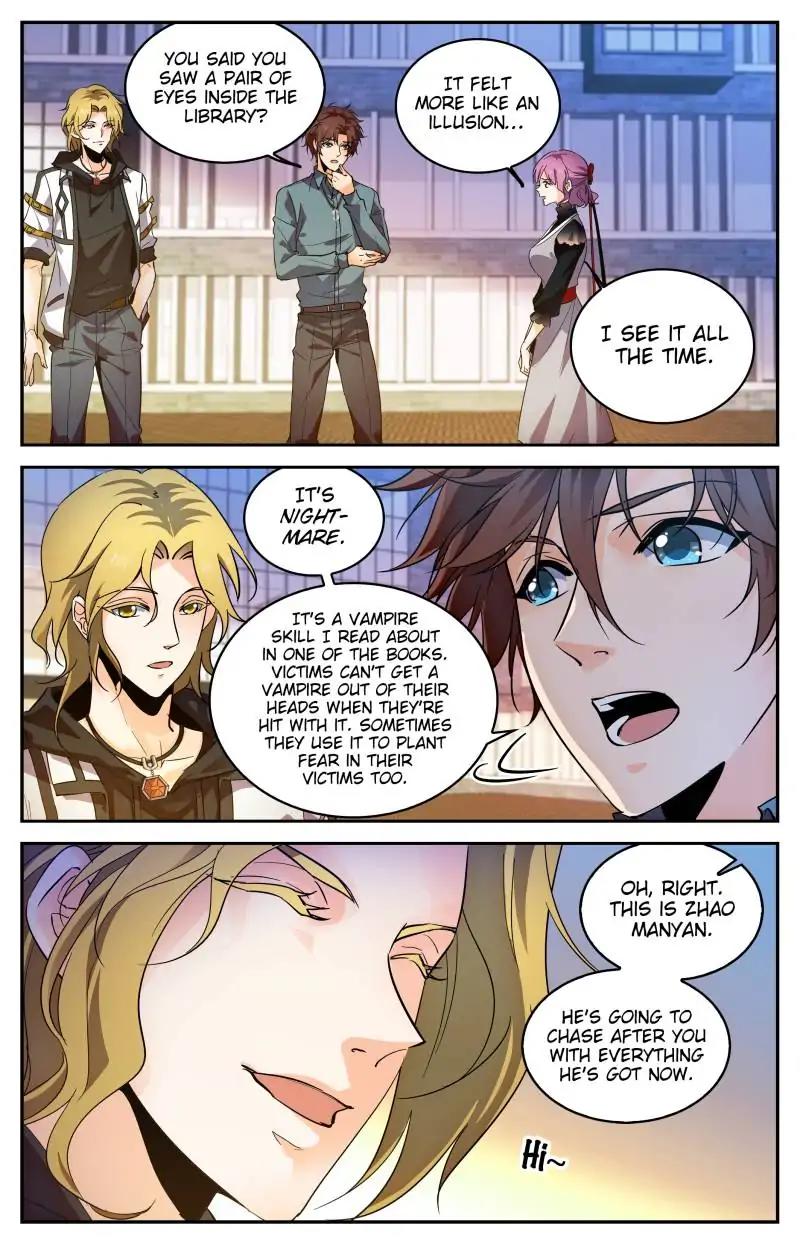 YOU SAID YOU
SAW A PAIR OF
EYES INSIDE THE
LIBRARY?
IT FELT
MORE LIKE AN
ILLUSION...
I SEE IT ALL
THE TIME.
IT'S
NIGHT-
MARE.
IT'S A VAMPIRE
SKILL I READ ABOUT
IN ONE OF THE BOOKS.
VICTIMS CAN'T GET A
VAMPIRE OUT OF THEIR
HEADS WHEN THEY'RE
HIT WITH IT. SOMETIMES
THEY USE IT TO PLANT
FEAR IN THEIR
VICTIMS TOO.
OH, RIGHT.
THIS IS ZHAO
MANYAN.
HE'S GOING TO
CHASE AFTER YOU
WITH EVERYTHING
HE'S GOT NOW.
Hi~